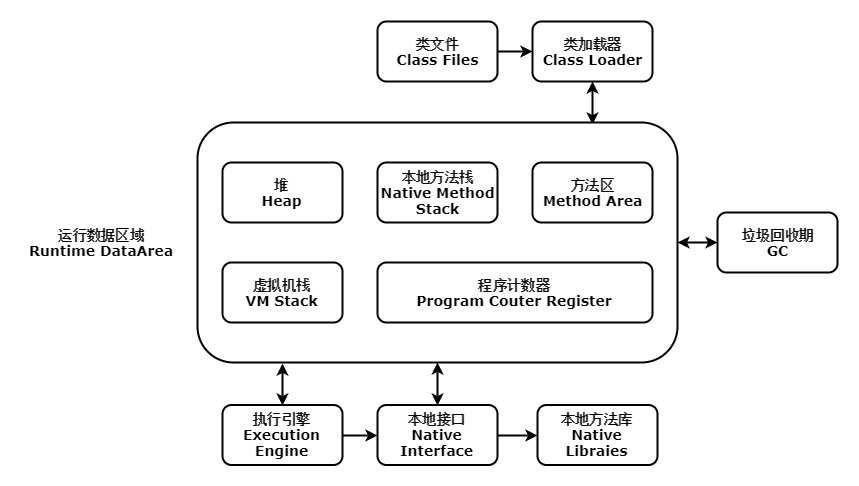 类文件
Class Files
类加载器
Class Loader
堆
Heap
本地方法栈
Native Method
Stack
方法区
Method Area
运行数据区域
Runtime DataArea
垃圾回收期
GC
虚拟机栈
VM Stack
程序计数器
Program Couter Register
执行引擎
Execution
Engine
本地接口
Native
Interface
本地方法库
Native
Libraies